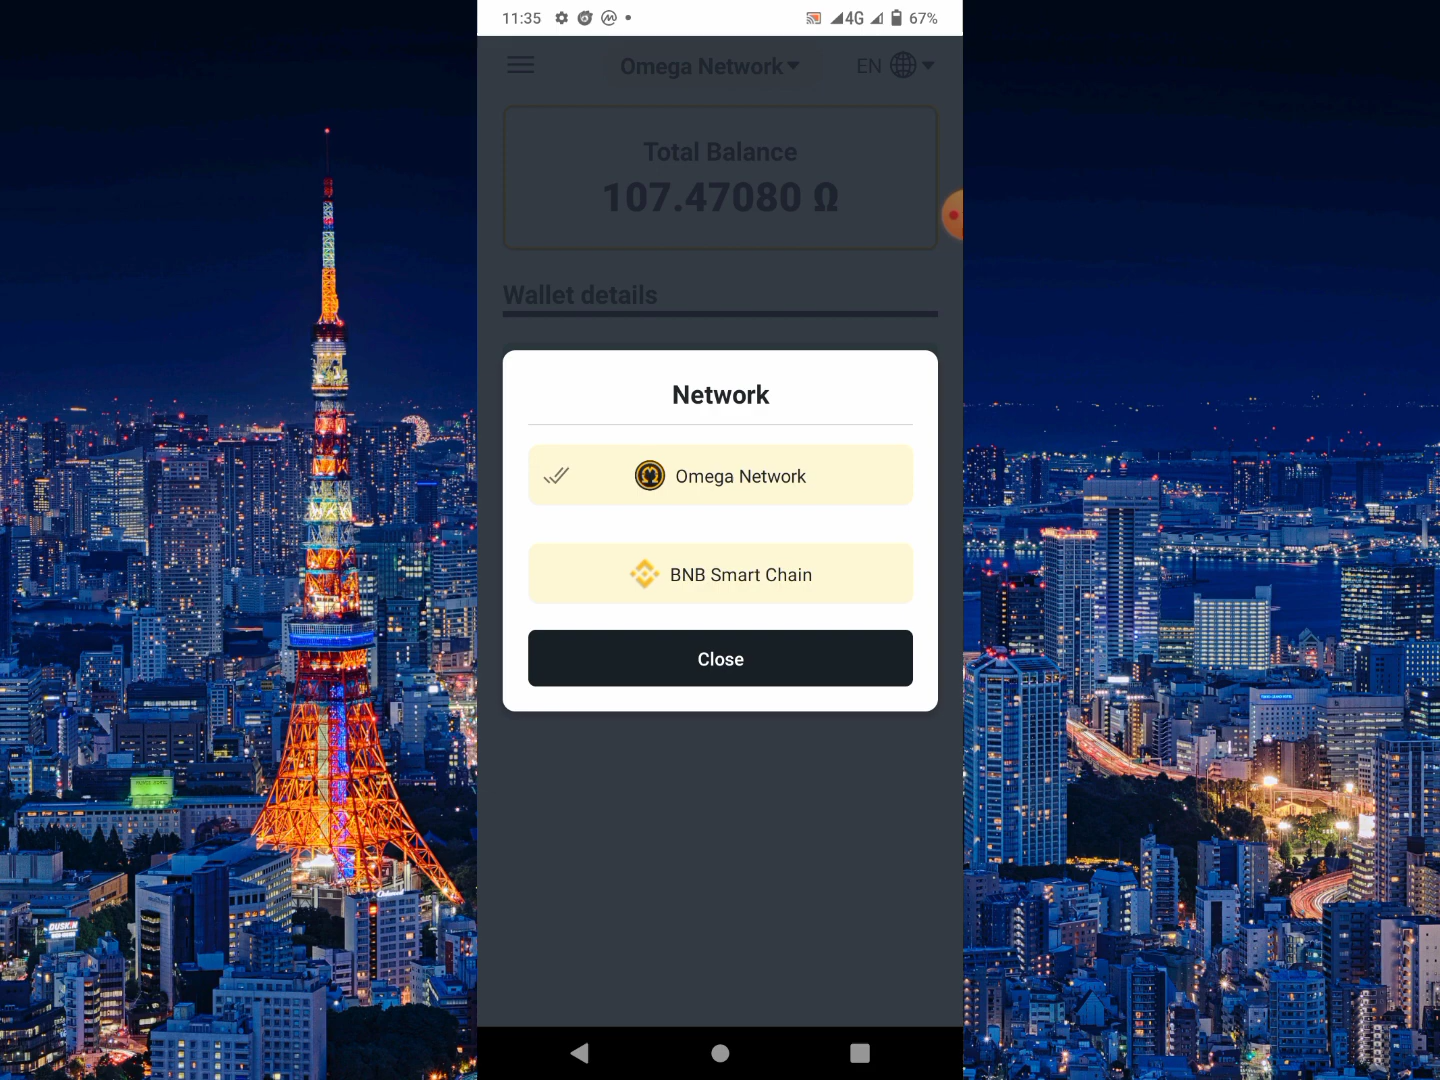 11:35
4G
67%
Omega Network
EN
Total Balance
107.47080 Ω
Wallet details
Network
Omega Network
BNB Smart Chain
Close
DUSKIN